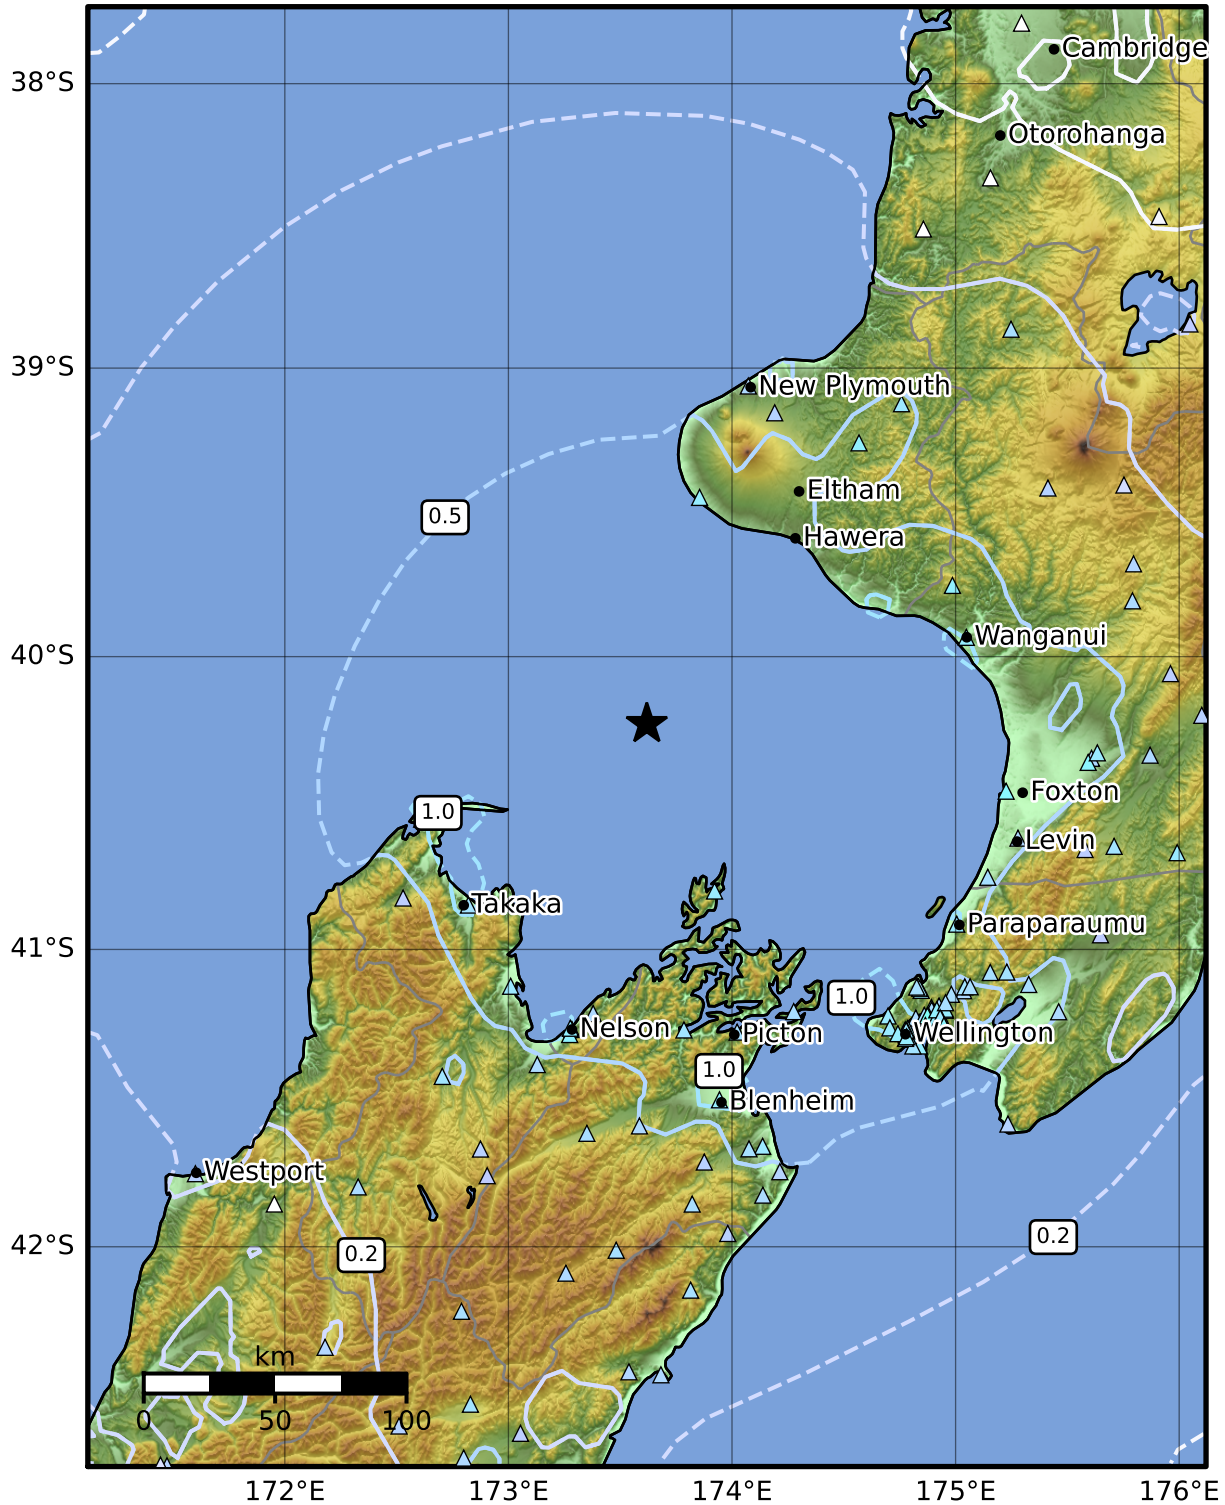 Cambridge
38°S
Otorohanga
39°S
New Plymouth
Eltham
0.5
Hawera
Wanganui
40°S
Foxton
1.0
Levin
Takaka
Paraparaumu
41°S
1.0
Nelson
Picton
Wellington
1.0
Blenheim
Westport
0.2
42°S
0.2
km
0 50 100
172°E 173°E 174°E 175°E 176°E